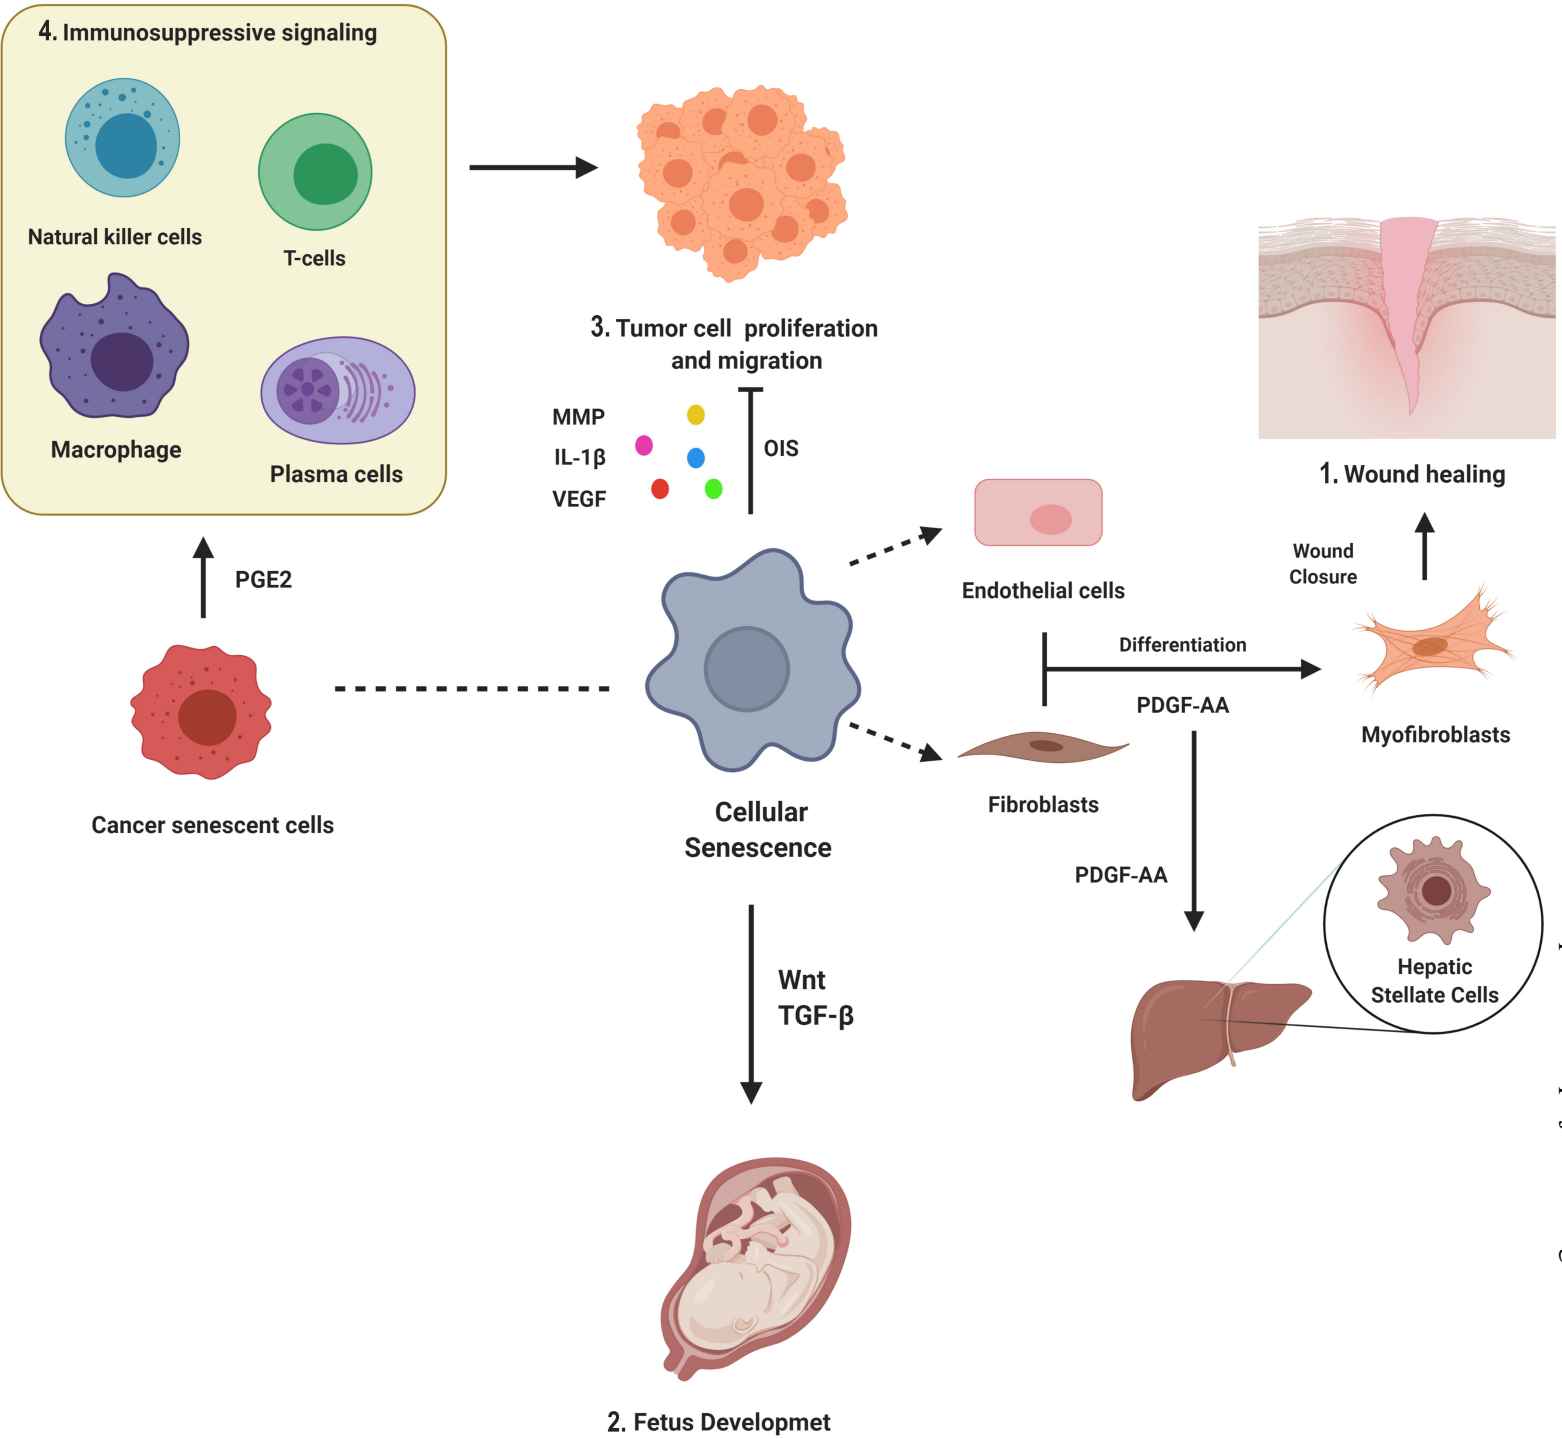 4. Immunosuppressive signaling
Natural killer cells
T-cells
Macrophage
Plasma cells
PGE2
Cancer senescent cells
3. Tumor cell proliferation
and migration
MMP
IL-1β
VEGF
OIS
Cellular
Senescence
Endothelial cells
Fibroblasts
Differentiation
PDGF-AA
Myofibroblasts
Wound
Closure
1. Wound healing
PDGF-AA
Hepatic
Stellate Cells
Wnt
TGF-β
2. Fetus Developmet